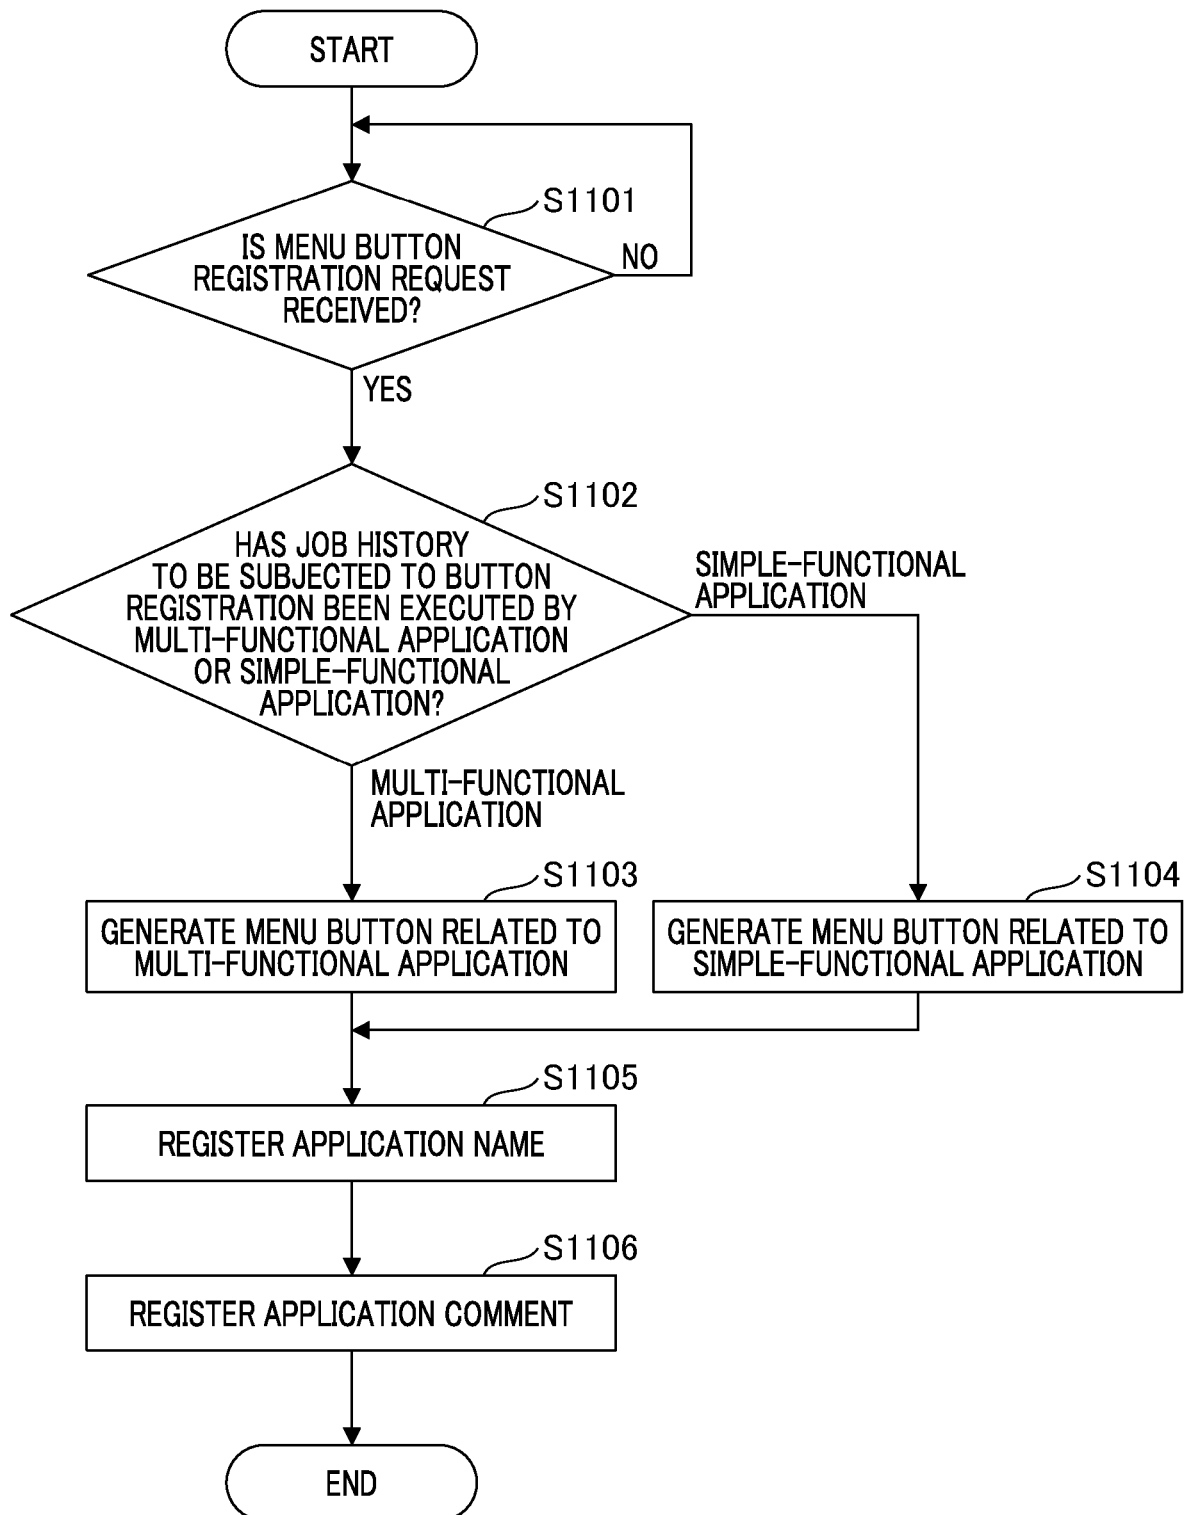 START
S1101
IS MENU BUTTON
REGISTRATION REQUEST
RECEIVED?
NO
YES
S1102
HAS JOB HISTORY
TO BE SUBJECTED TO BUTTON
REGISTRATION BEEN EXECUTED BY
MULTI-FUNCTIONAL APPLICATION
OR SIMPLE-FUNCTIONAL
APPLICATION?
SIMPLE-FUNCTIONAL
APPLICATION
MULTI-FUNCTIONAL
APPLICATION
S1103
GENERATE MENU BUTTON RELATED TO
MULTI-FUNCTIONAL APPLICATION
S1104
GENERATE MENU BUTTON RELATED TO
SIMPLE-FUNCTIONAL APPLICATION
S1105
REGISTER APPLICATION NAME
S1106
REGISTER APPLICATION COMMENT
END